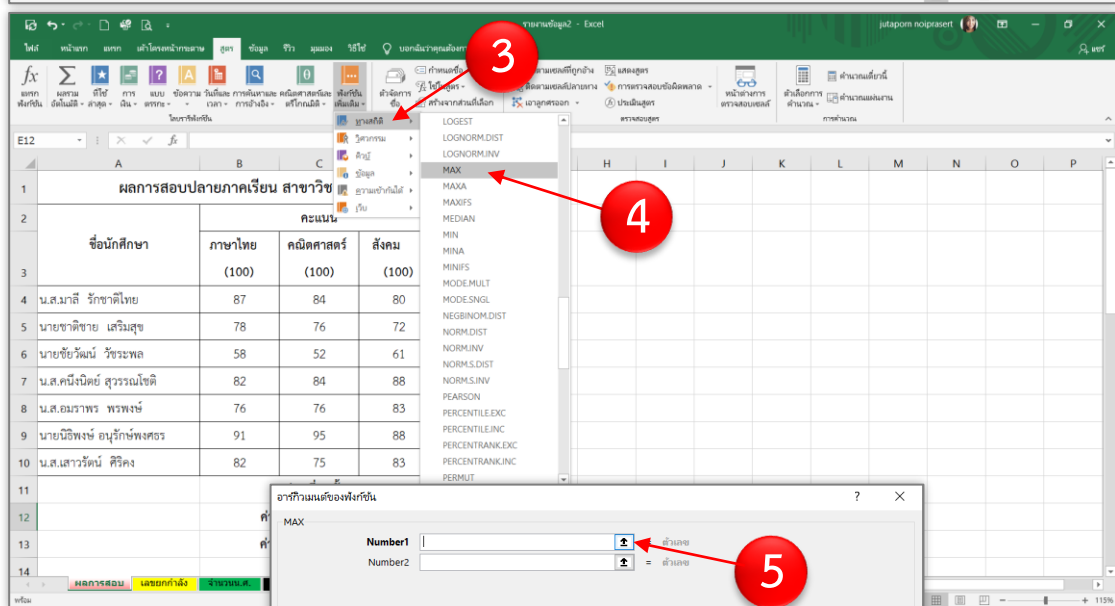 รายงานข้อมูล2 - Excel
jutaporn noiprasert
ไฟล์ หน้าแรก แทรก เค้าโครงหน้ากระดาษ สูตร ข้อมูล รีวิว มุมมอง วิธีใช้ บอกฉันว่าคุณต้องกา
แชร์
3
fx
แทรก ผลรวม ที่ใช้ การ แบบ ข้อความ วันที่และ การค้นหาและ คณิตศาสตร์และ ฟังก์ชัน
ฟังก์ชัน อัตโนมัติ ล่าสุด เงิน ตรรกะ เวลา การอ้างอิง ตรีโกณมิติ เพิ่มเติม
ไลบรารีฟังก์ชัน
ตัวจัดการ
ชื่อ
กำหนดชื่อ
ใช้ในสูตร
สร้างจากส่วนที่เลือก
ตามเซลล์ที่ถูกอ้าง
ติดตามเซลล์ปลายทาง
เอาลูกศรออก
แสดงสูตร
การตรวจสอบข้อผิดพลาด
ประเมินสูตร
ตรวจสอบสูตร
หน้าต่างการ
ตรวจสอบเซลล์
ตัวเลือกการ
คำนวณ
คำนวณเดี๋ยวนี้
คำนวณแผ่นงาน
การคำนวณ
E12 fx
ทางสถิติ
วิศวกรรม
คิวบ์
ข้อมูล
ความเข้ากันได้
เว็บ
LOGEST
LOGNORM.DIST
LOGNORM.INV
MAX
MAXA
MAXIFS
MEDIAN
MIN
MINA
MINIFS
MODE.MULT
MODE.SNGL
NEGBINOM.DIST
NORM.DIST
NORM.INV
NORM.S.DIST
NORM.S.INV
PEARSON
PERCENTILE.EXC
PERCENTILE.INC
PERCENTRANK.EXC
PERCENTRANK.INC
PERMUT
4
A B C H I J K L M N O P
1 ผลการสอบปลายภาคเรียน สาขาวิช
2 คะแนน
ชื่อนักศึกษา ภาษาไทย คณิตศาสตร์ สังคม
3 (100) (100) (100)
4 น.ส.มาลี รักชาติไทย 87 84 80
5 นายชาติชาย เสริมสุข 78 76 72
6 นายชัยวัฒน์ วัชระพล 58 52 61
7 น.ส.คนึงนิตย์ สุวรรณโชติ 82 84 88
8 น.ส.อมราพร พรพงษ์ 76 76 83
9 นายนิธิพงษ์ อนุรักษ์พงศธร 91 95 88
10 น.ส.เสาวรัตน์ ศิริคง 82 75 83
11
12
13
14
อาร์กิวเมนต์ของฟังก์ชัน ? ×
MAX
Number1 = ตัวเลข
Number2 = ตัวเลข
5
ผลการสอบ เลขยกกำลัง จำนวนน.ศ.
พร้อม
115%